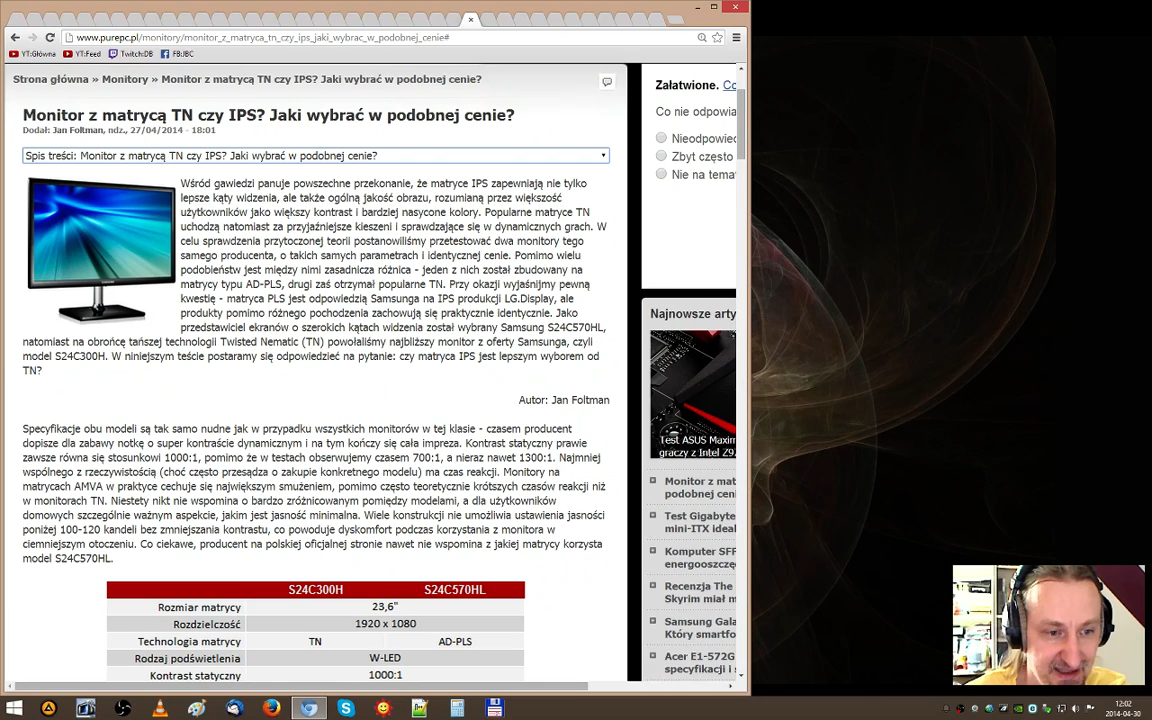 www.purepc.pl/monitory/monitor_z_matryca_tn_czy_ips_jaki_wybrac_w_podobnej_cenie#
YT:Główna YT:Feed Twitch:DB FB:JBC
Strona główna » Monitory » Monitor z matrycą TN czy IPS? Jaki wybrać w podobnej cenie?
Monitor z matrycą TN czy IPS? Jaki wybrać w podobnej cenie?
Dodał: Jan Foltman, ndz., 27/04/2014 - 18:01
Spis treści: Monitor z matrycą TN czy IPS? Jaki wybrać w podobnej cenie?
Wśród gawiedzi panuje powszechne przekonanie, że matryce IPS zapewniają nie tylko
lepsze kąty widzenia, ale także ogólną jakość obrazu, rozumianą przez większość
użytkowników jako większy kontrast i bardziej nasycone kolory. Popularne matryce TN
uchodzą natomiast za przyjaźniejsze kieszeni i sprawdzające się w dynamicznych grach. W
celu sprawdzenia przytoczonej teorii postanowiliśmy przetestować dwa monitory tego
samego producenta, o takich samych parametrach i identycznej cenie. Pomimo wielu
podobieństw jest między nimi zasadnicza różnica - jeden z nich został zbudowany na
matrycy typu AD-PLS, drugi zaś otrzymał popularne TN. Przy okazji wyjaśnijmy pewną
kwestię - matryca PLS jest odpowiedzią Samsunga na IPS produkcji LG.Display, ale
produkty pomimo różnego pochodzenia zachowują się praktycznie identycznie. Jako
przedstawiciel ekranów o szerokich kątach widzenia został wybrany Samsung S24C570HL,
natomiast na obrońcę tańszej technologii Twisted Nematic (TN) powołaliśmy najbliższy monitor z oferty Samsunga, czyli
model S24C300H. W niniejszym teście postaramy się odpowiedzieć na pytanie: czy matryca IPS jest lepszym wyborem od
TN?
Autor: Jan Foltman
Specyfikacje obu modeli są tak samo nudne jak w przypadku wszystkich monitorów w tej klasie - czasem producent
dopisze dla zabawy notkę o super kontraście dynamicznym i na tym kończy się cała impreza. Kontrast statyczny prawie
zawsze równa się stosunkowi 1000:1, pomimo że w testach obserwujemy czasem 700:1, a nieraz nawet 1300:1. Najmniej
wspólnego z rzeczywistością (choć często przesądza o zakupie konkretnego modelu) ma czas reakcji. Monitory na
matrycach AMVA w praktyce cechuje się największym smużeniem, pomimo często teoretycznie krótszych czasów reakcji niż
w monitorach TN. Niestety nikt nie wspomina o bardzo zróżnicowanym pomiędzy modelami, a dla użytkowników
domowych szczególnie ważnym aspekcie, jakim jest jasność minimalna. Wiele konstrukcji nie umożliwia ustawienia jasności
poniżej 100-120 kandeli bez zmniejszania kontrastu, co powoduje dyskomfort podczas korzystania z monitora w
ciemniejszym otoczeniu. Co ciekawe, producent na polskiej oficjalnej stronie nawet nie wspomina z jakiej matrycy korzysta
model S24C570HL.
S24C300H S24C570HL
Rozmiar matrycy 23,6"
Rozdzielczość 1920 x 1080
Technologia matrycy TN AD-PLS
Rodzaj podświetlenia W-LED
Kontrast statyczny 1000:1
Załatwione. Co
Co nie odpowia
Nieodpowied
Zbyt często
Nie na temat
Najnowsze arty
Test ASUS Maxim
graczy z Intel Z9
Monitor z mat
podobnej ceni
Test Gigabyte
mini-ITX ideal
Komputer SFF
energooszczę
Recenzja The
Skyrim miał m
Samsung Gala
Który smartfo
Acer E1-572G
specyfikacji i
12:02
2014-04-30